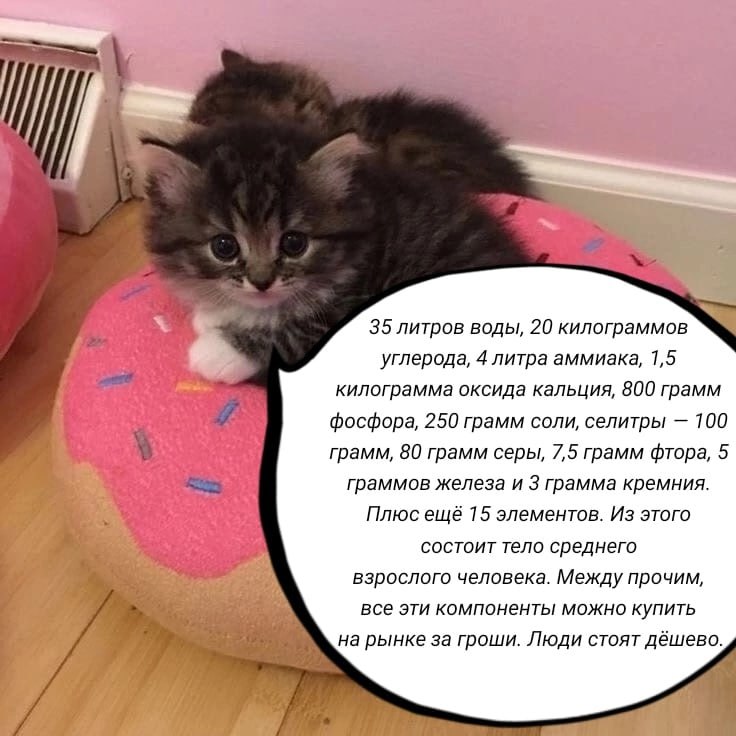 35 литров воды, 20 килограммов
углерода, 4 литра аммиака, 1,5
килограмма оксида кальция, 800 грамм
фосфора, 250 грамм соли, селитры — 100
грамм, 80 грамм серы, 7,5 грамм фтора, 5
граммов железа и 3 грамма кремния.
Плюс ещё 15 элементов. Из этого
состоит тело среднего
взрослого человека. Между прочим,
все эти компоненты можно купить
на рынке за гроши. Люди стоят дёшево.